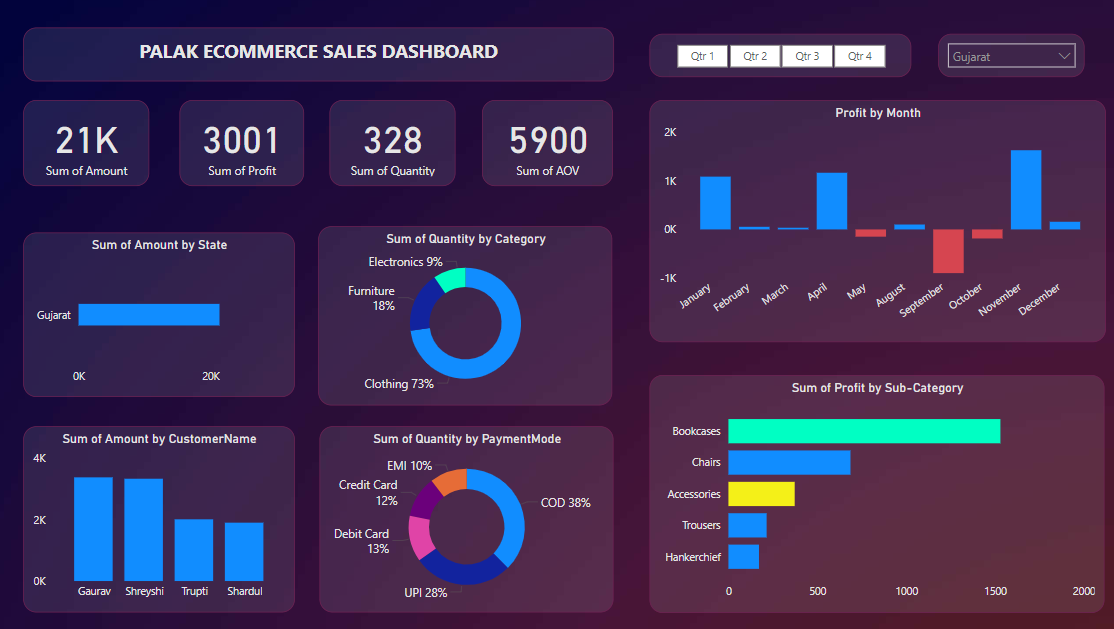 PALAK ECOMMERCE SALES DASHBOARD
Qtr 1
Qtr 2
Qtr 3
Qtr 4
Gujarat
21K
Sum of Amount
3001
Sum of Profit
328
Sum of Quantity
5900
Sum of AOV
Profit by Month
2K
1K
0K
-1K
January
February
March
April
May
August
September
October
November
December
Sum of Amount by State
Gujarat
0K
20K
Sum of Quantity by Category
Electronics 9%
Furniture
18%
Clothing 73%
Sum of Amount by CustomerName
4K
2K
0K
Gaurav
Shreyshi
Trupti
Shardul
Sum of Quantity by PaymentMode
EMI 10%
Credit Card
12%
Debit Card
13%
UPI 28%
COD 38%
Sum of Profit by Sub-Category
Bookcases
Chairs
Accessories
Trousers
Hankerchief
0
500
1000
1500
2000